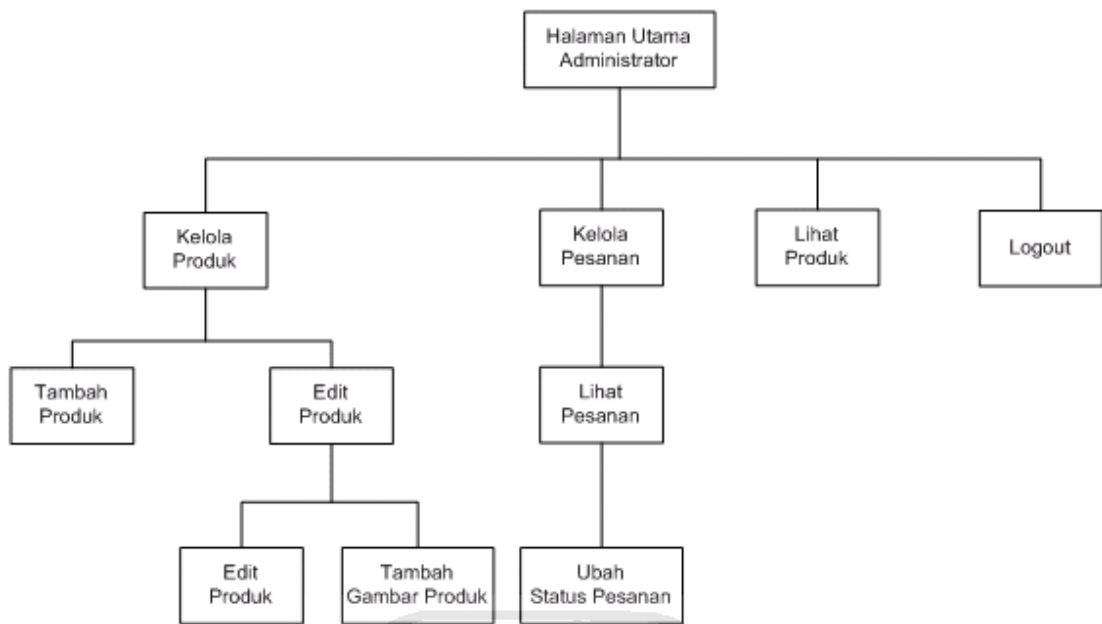 Halaman Utama
Administrator
Kelola
Produk
Kelola
Pesanan
Lihat
Produk
Logout
Tambah
Produk
Edit
Produk
Lihat
Pesanan
Edit
Produk
Tambah
Gambar Produk
Ubah
Status Pesanan